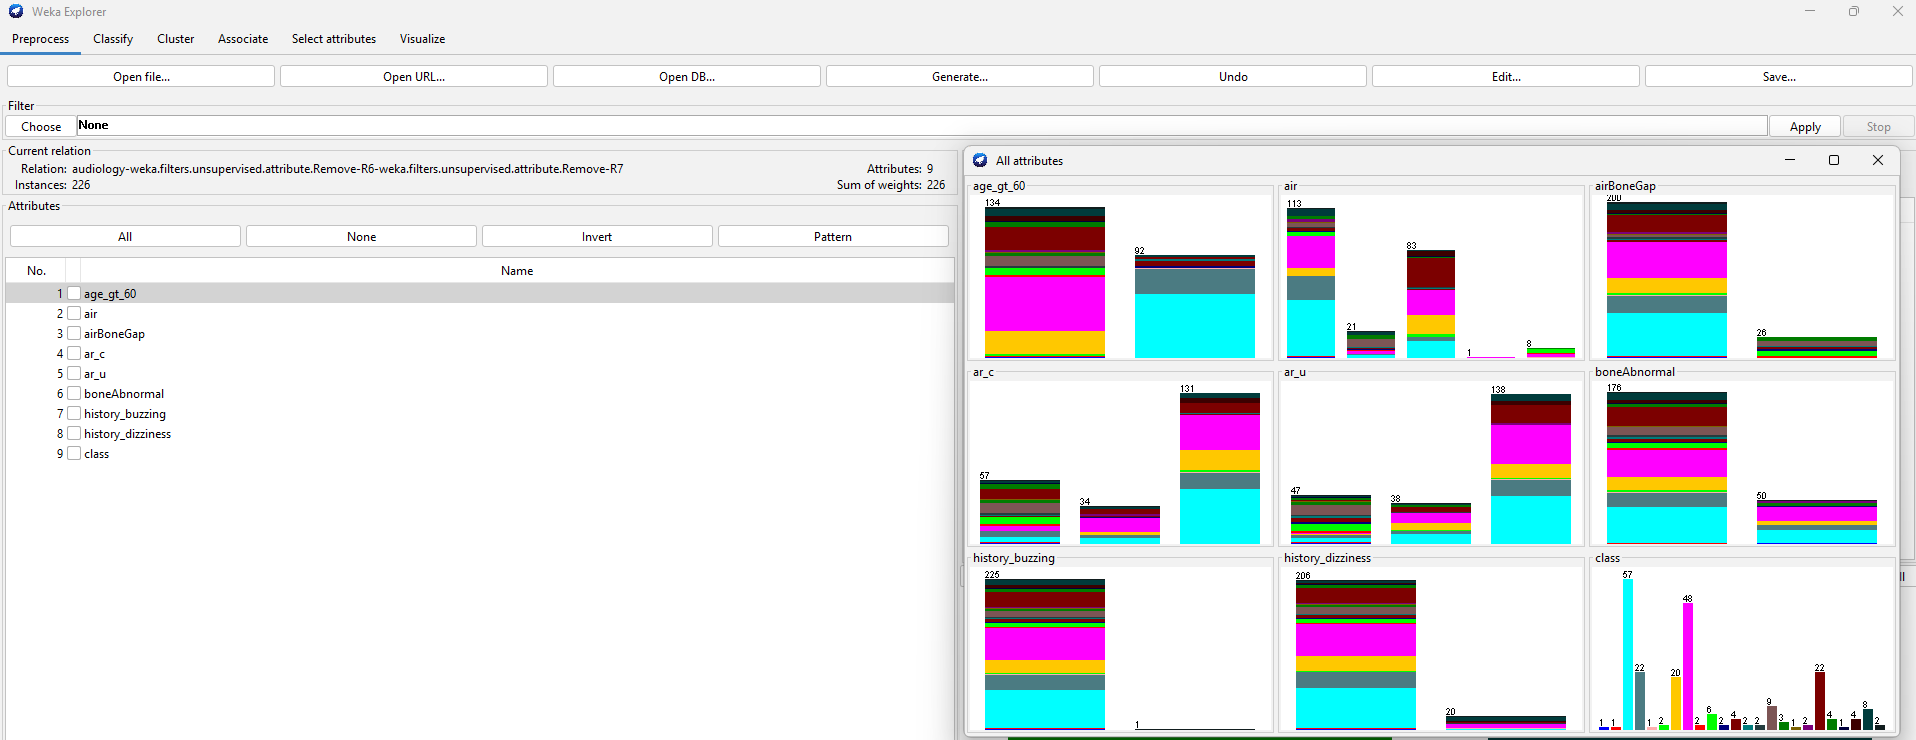 Weka Explorer
Preprocess Classify Cluster Associate Select attributes Visualize
Open file... Open URL... Open DB... Generate... Undo Edit... Save...
Filter
Choose None Apply Stop
Current relation
Relation: audiology-weka.filters.unsupervised.attribute.Remove-R6-weka.filters.unsupervised.attribute.Remove-R7 Attributes: 9
Instances: 226 Sum of weights: 226
Attributes
All None Invert Pattern
No. Name
1 age_gt_60
2 air
3 airBoneGap
4 ar_c
5 ar_u
6 boneAbnormal
7 history_buzzing
8 history_dizziness
9 class
All attributes
age_gt_60
134
92
air
113
21
83
1
8
airBoneGap
200
26
ar_c
57
34
131
ar_u
47
38
138
boneAbnormal
176
50
history_buzzing
225
1
history_dizziness
206
20
class
1 1 57 22 1 2 20 48 2 6 2 4 2 2 9 3 1 2 22 4 1 4 8 2